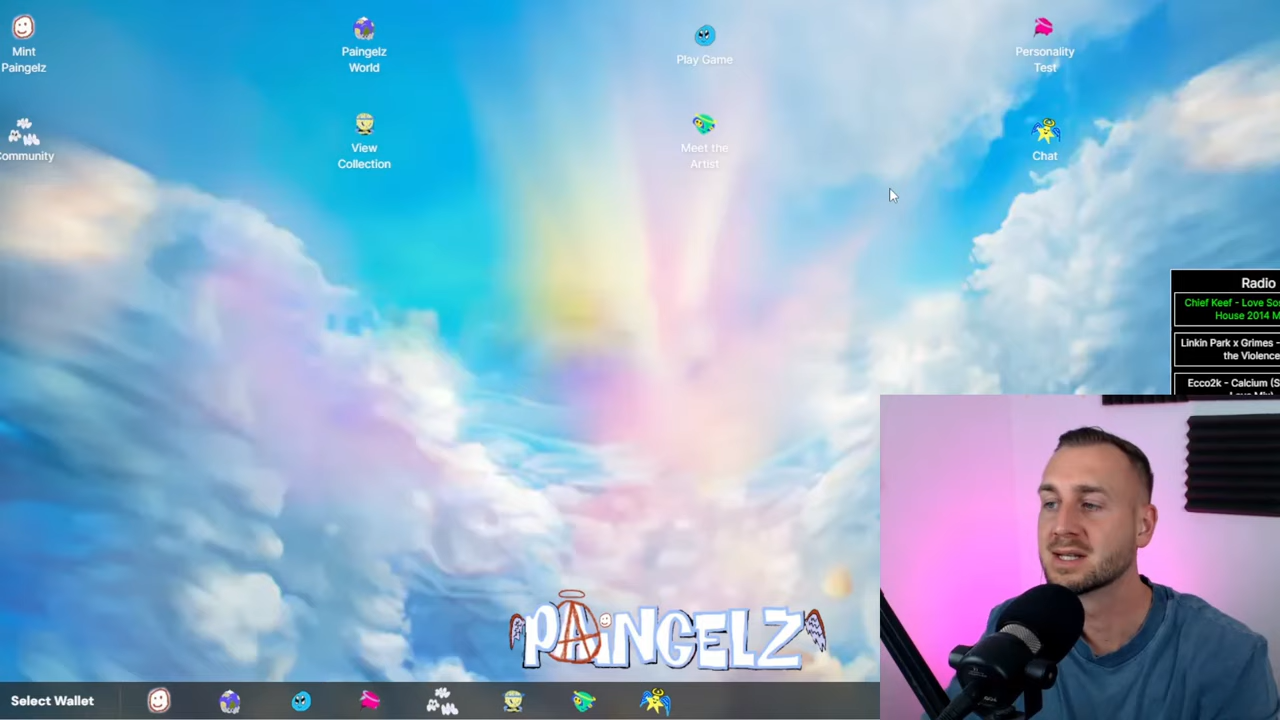 Mint
Paingelz
Paingelz
World
Play Game
Personality
Test
Community
View
Collection
Meet the
Artist
Chat
Radio
Chief Keef - Love
House 2014
Linkin Park x Grimes -
the Violence
Ecco2k - Calcium
PAiNGELZ
Select Wallet